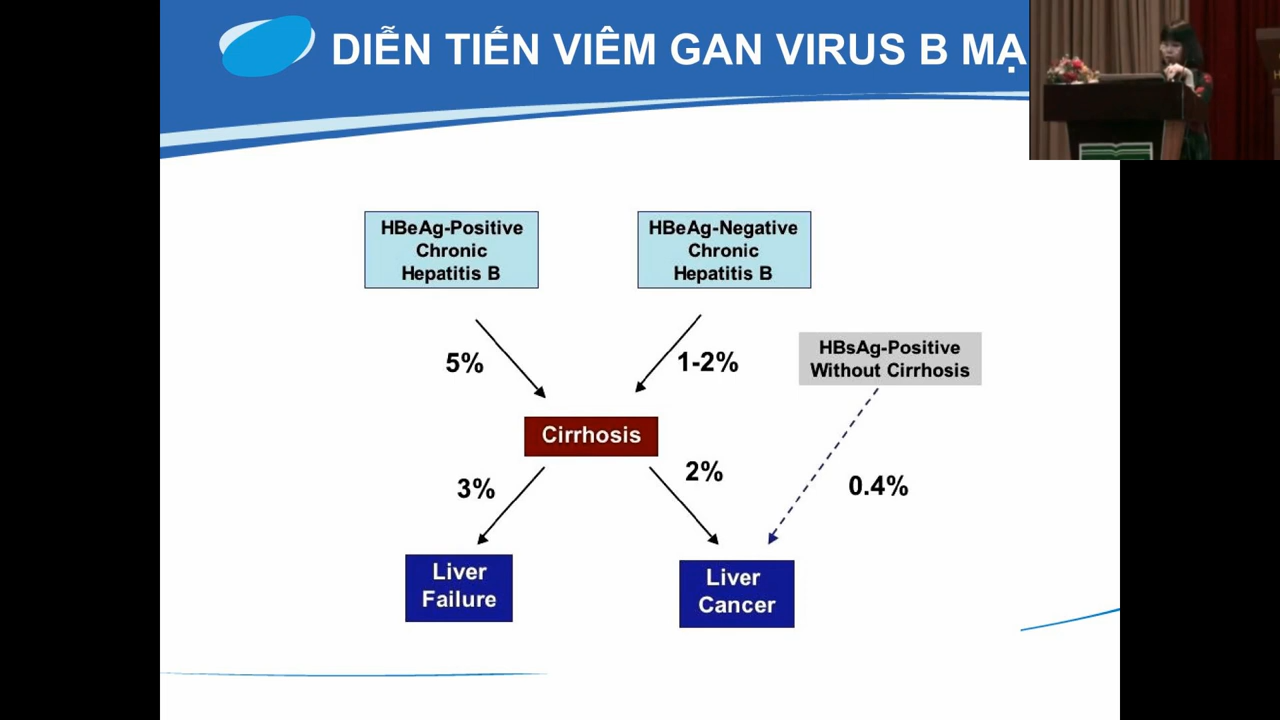 DIỄN TIẾN VIÊM GAN VIRUS B MẠ
HBeAg-Positive
Chronic
Hepatitis B
HBeAg-Negative
Chronic
Hepatitis B
HBsAg-Positive
Without Cirrhosis
5%
1-2%
Cirrhosis
3%
2%
0.4%
Liver
Failure
Liver
Cancer